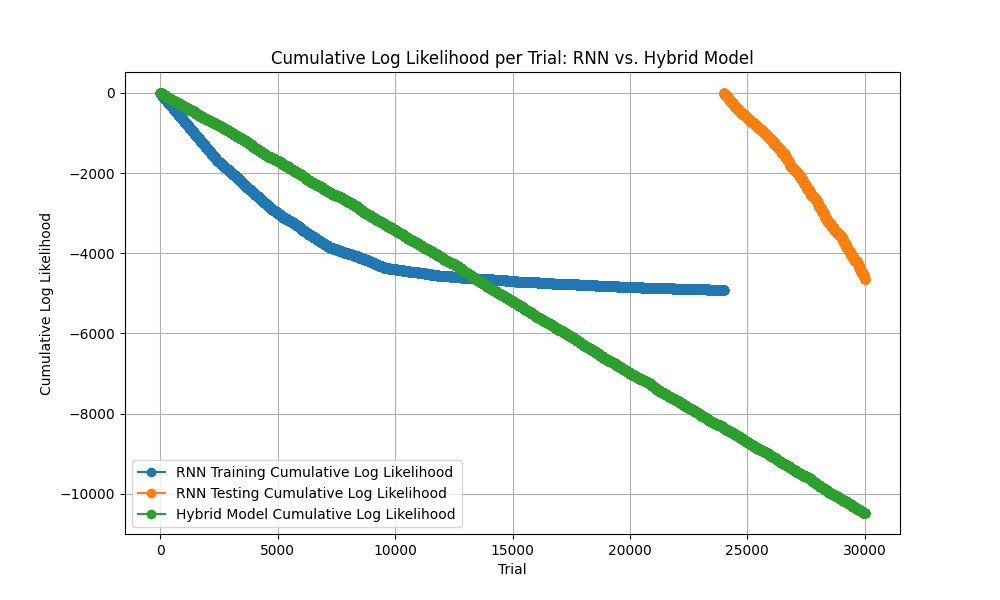 Cumulative Log Likelihood per Trial: RNN vs. Hybrid Model
Cumulative Log Likelihood
0
−2000
−4000
−6000
−8000
−10000
RNN Training Cumulative Log Likelihood
RNN Testing Cumulative Log Likelihood
Hybrid Model Cumulative Log Likelihood
0 5000 10000 15000 20000 25000 30000
Trial